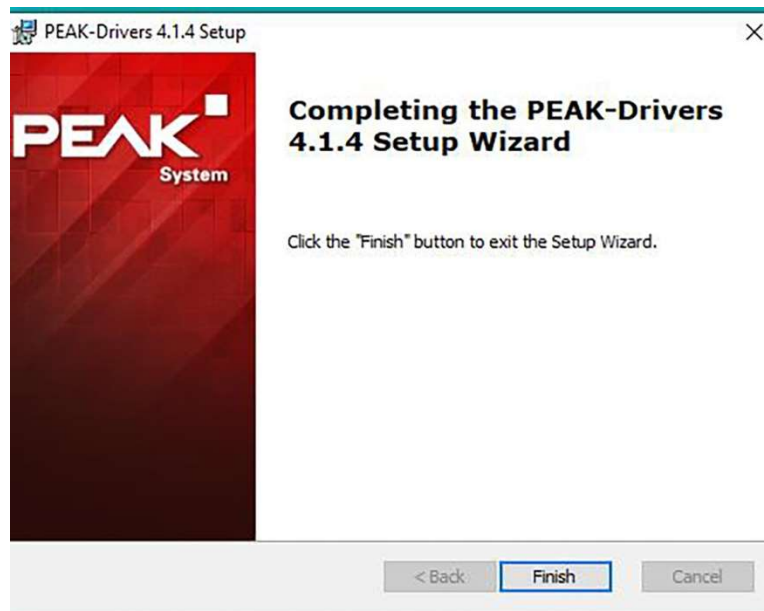 PEAK-Drivers 4.1.4 Setup
PEAK
System
Completing the PEAK-Drivers
4.1.4 Setup Wizard
Click the "Finish" button to exit the Setup Wizard.
< Back
Finish
Cancel